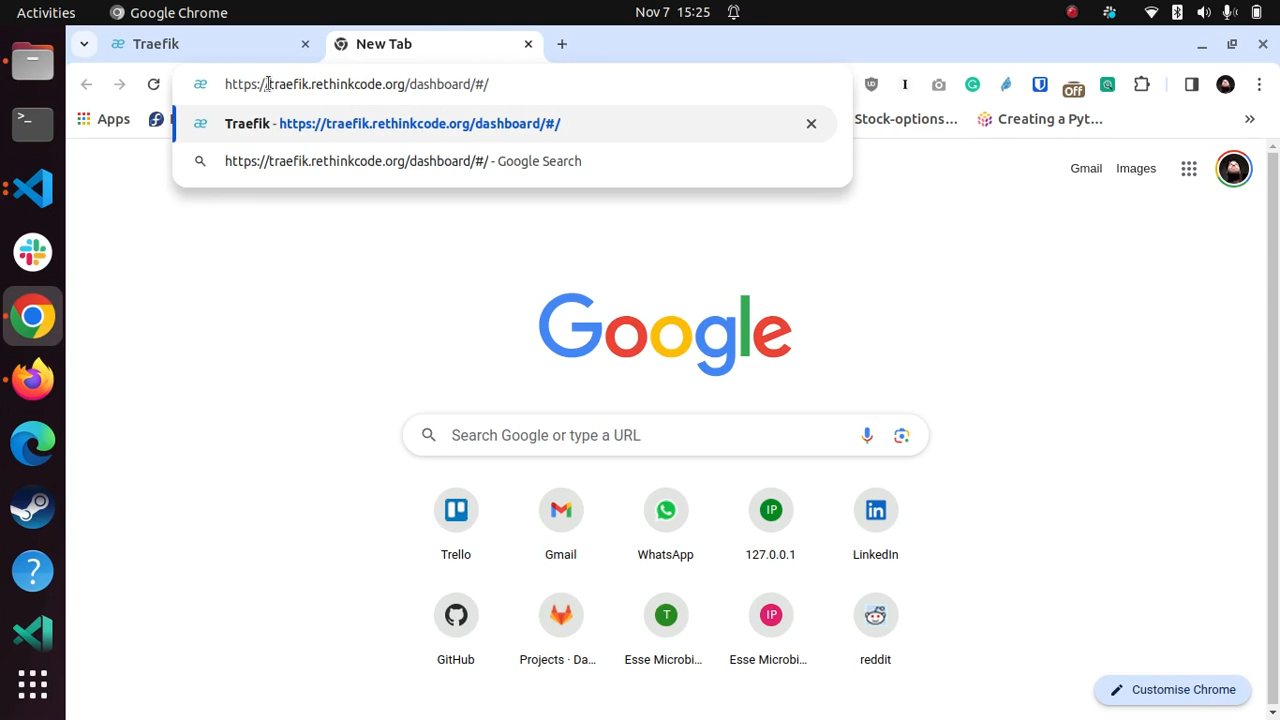 Activities
Google Chrome
Nov 7 15:25
Traefik
New Tab
https://traefik.rethinkcode.org/dashboard/#/
Off
Traefik - https://traefik.rethinkcode.org/dashboard/#/
https://traefik.rethinkcode.org/dashboard/#/ - Google Search
Apps
Stock-options...
Creating a Pyt...
»
Gmail
Images
Google
Search Google or type a URL
IP
Trello
Gmail
WhatsApp
127.0.0.1
LinkedIn
T
IP
GitHub
Projects · Da...
Esse Microbi...
Esse Microbi...
reddit
Customise Chrome